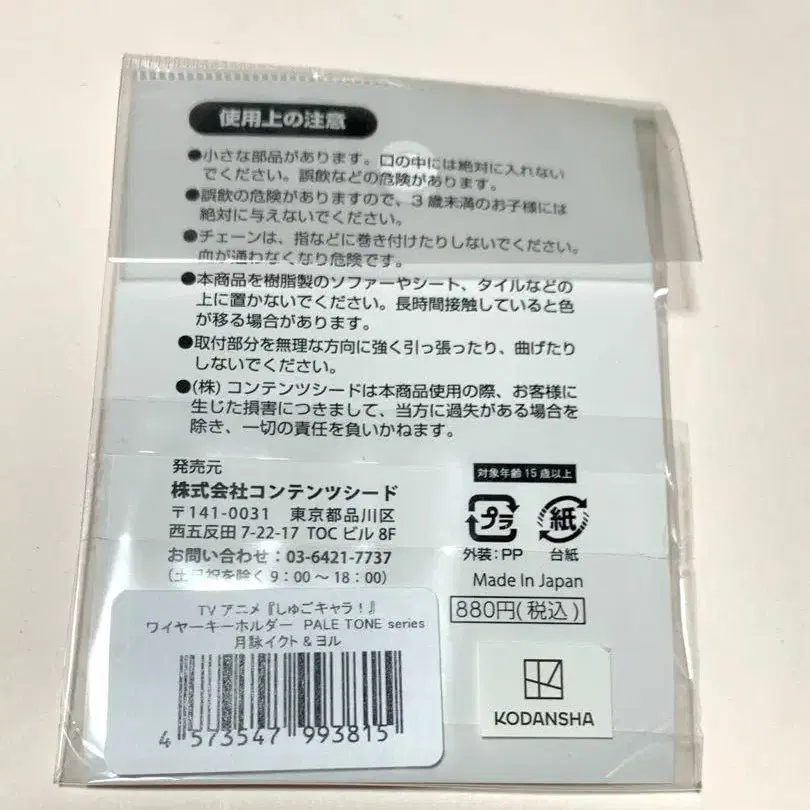 使用上の注意
●小さな部品があります。口の中には絶対に入れない
でください。誤飲などの危険があります。
●誤飲の危険がありますので、3歳未満のお子様には
絶対に与えないでください。
●チェーンは、指などに巻き付けたりしないでください。
血が通わなくなり危険です。
●本商品を樹脂製のソファーやシート、タイルなどの
上に置かないでください。長時間接触していると色
が移る場合があります。
●取付部分を無理な方向に強く引っ張ったり、曲げたり
しないでください。
●(株) コンテンツシードは本商品使用の際、お客様に
生じた損害につきまして、当方に過失がある場合を
除き、一切の責任を負いかねます。
発売元
株式会社コンテンツシード
〒141-0031 東京都品川区
西五反田 7-22-17 TOC ビル 8F
お問い合わせ：03-6421-7737
(土日祝を除く 9：00 ～ 18：00)
対象年齢 15 歳以上
プラ
紙
外装：PP
台紙
Made In Japan
880円(税込)
TV アニメ『しゅごキャラ！』
ワイヤーキーホルダー PALE TONE series
月詠イクト & ヨル
4 573547 993815
KODANSHA